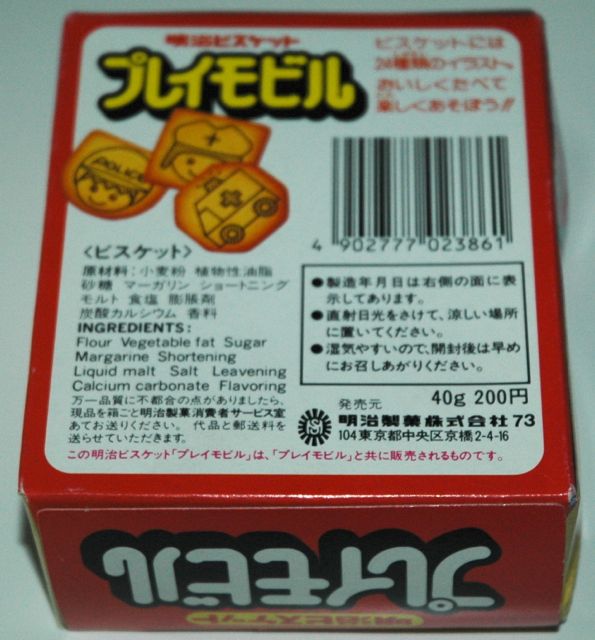 明治ビスケット
プレイモビル
ビスケットには
24種類のイラスト。
おいしくたべて
楽しくあそぼう!!
POLICE
4 902777 023861
<ビスケット>
原材料:小麦粉 植物性油脂
砂糖 マーガリン ショートニング
モルト 食塩 膨脹剤
炭酸カルシウム 香料
INGREDIENTS:
Flour Vegetable fat Sugar
Margarine Shortening
Liquid malt Salt Leavening
Calcium carbonate Flavoring
万一品質に不都合の点がありましたら、
現品を箱ごと明治製菓消費者サービス室
あてお送りください。代品と郵送料を
送らせていただきます。
●製造年月日は右側の面に表
示してあります。
●直射日光をさけて、涼しい場所
に置いてください。
●湿気やすいので、開封後は早め
にお召しあがりください。
40g 200円
発売元
明治製菓株式会社 73
104東京都中央区京橋2-4-16
この明治ビスケット「プレイモビル」は、「プレイモビル」と共に販売されるものです。
プレイモビル
明治ビスケット